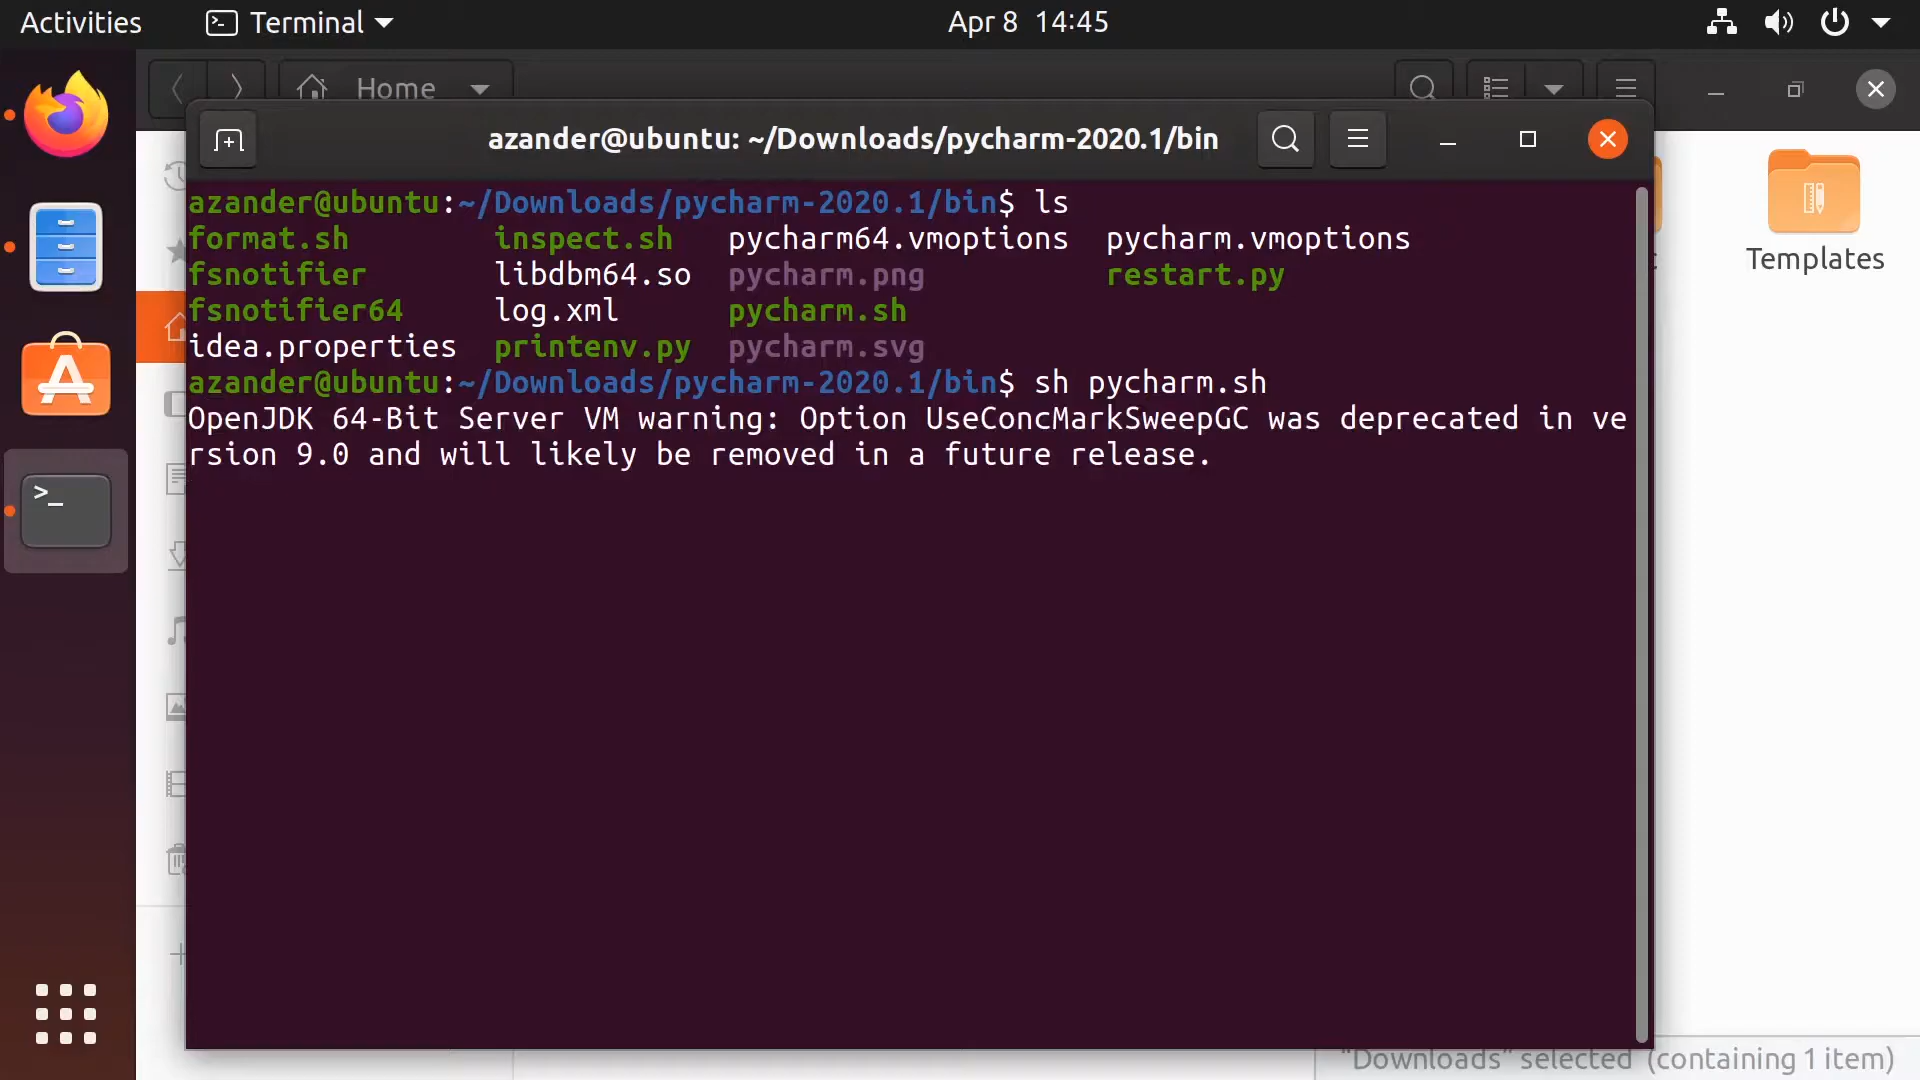 Activities Terminal Apr 8 14:45
Home
azander@ubuntu: ~/Downloads/pycharm-2020.1/bin
azander@ubuntu:~/Downloads/pycharm-2020.1/bin$ ls
format.sh inspect.sh pycharm64.vmoptions pycharm.vmoptions
fsnotifier libdbm64.so pycharm.png restart.py
fsnotifier64 log.xml pycharm.sh
idea.properties printenv.py pycharm.svg
azander@ubuntu:~/Downloads/pycharm-2020.1/bin$ sh pycharm.sh
OpenJDK 64-Bit Server VM warning: Option UseConcMarkSweepGC was deprecated in ve
rsion 9.0 and will likely be removed in a future release.
Templates
"Downloads" selected (containing 1 item)